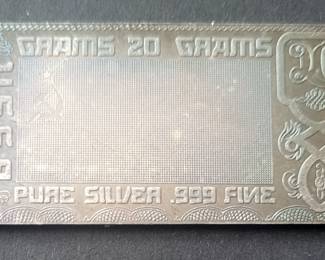 GRAMS 20 GRAMS
PURE SILVER .999 FINE